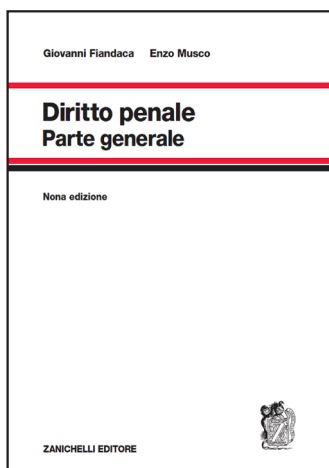 Giovanni Fiandaca Enzo Musco
Diritto penale
Parte generale
Nona edizione
ZANICHELLI EDITORE